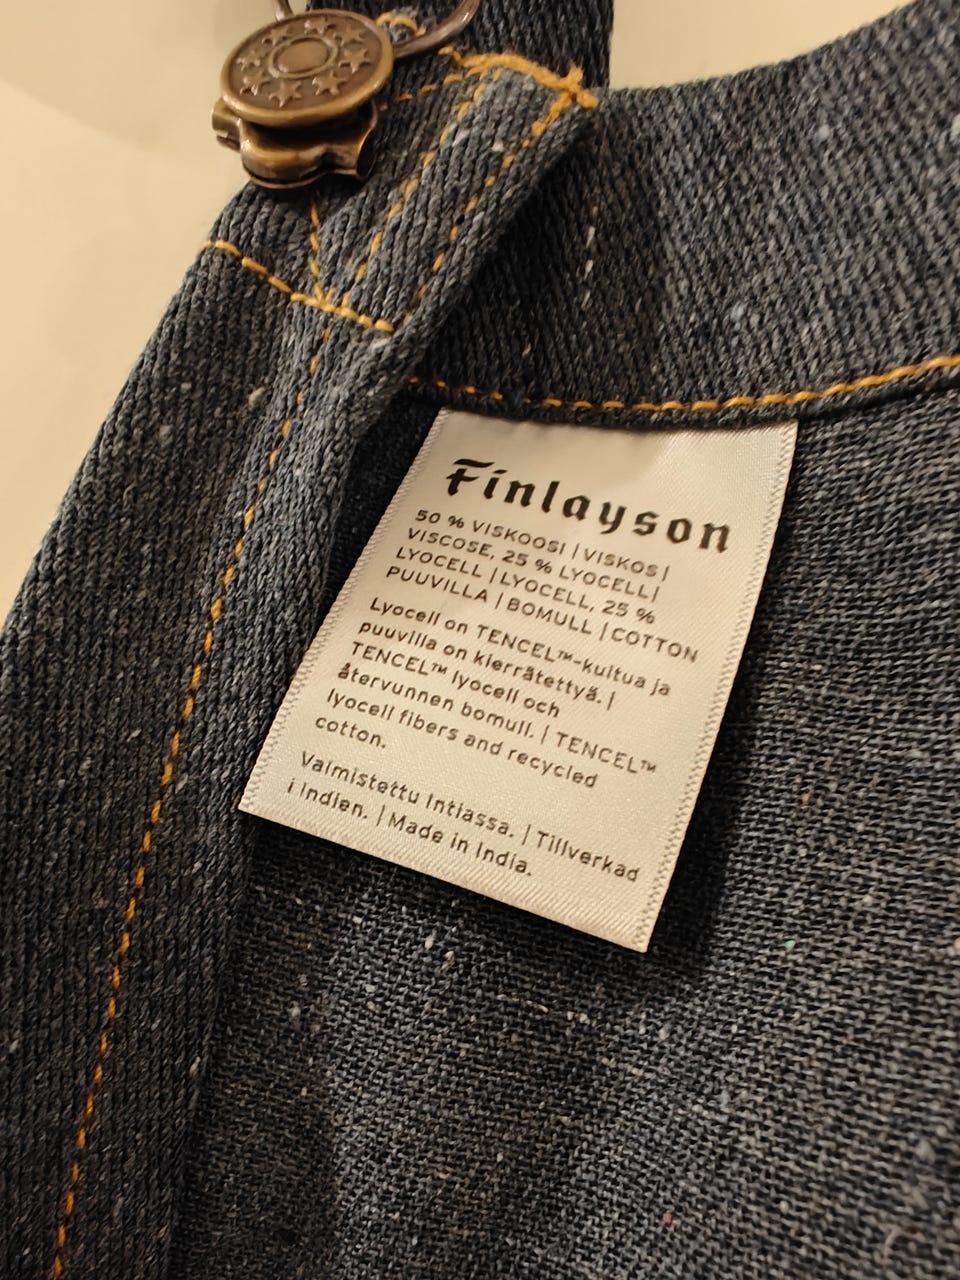 Finlayson
50 % VISKOOSI | VISKOS |
VISCOSE, 25 % LYOCELLI |
LYOCELL | LYOCELL, 25 %
PUUVILLA | BOMULL | COTTON
Lyocell on TENCEL™-kuitua ja
puuvilla on kierrätettyä. |
TENCEL™ lyocell och
återvunnen bomull. | TENCEL™
lyocell fibers and recycled
cotton.
Valmistettu Intiassa. | Tillverkad
i Indien. | Made in India.